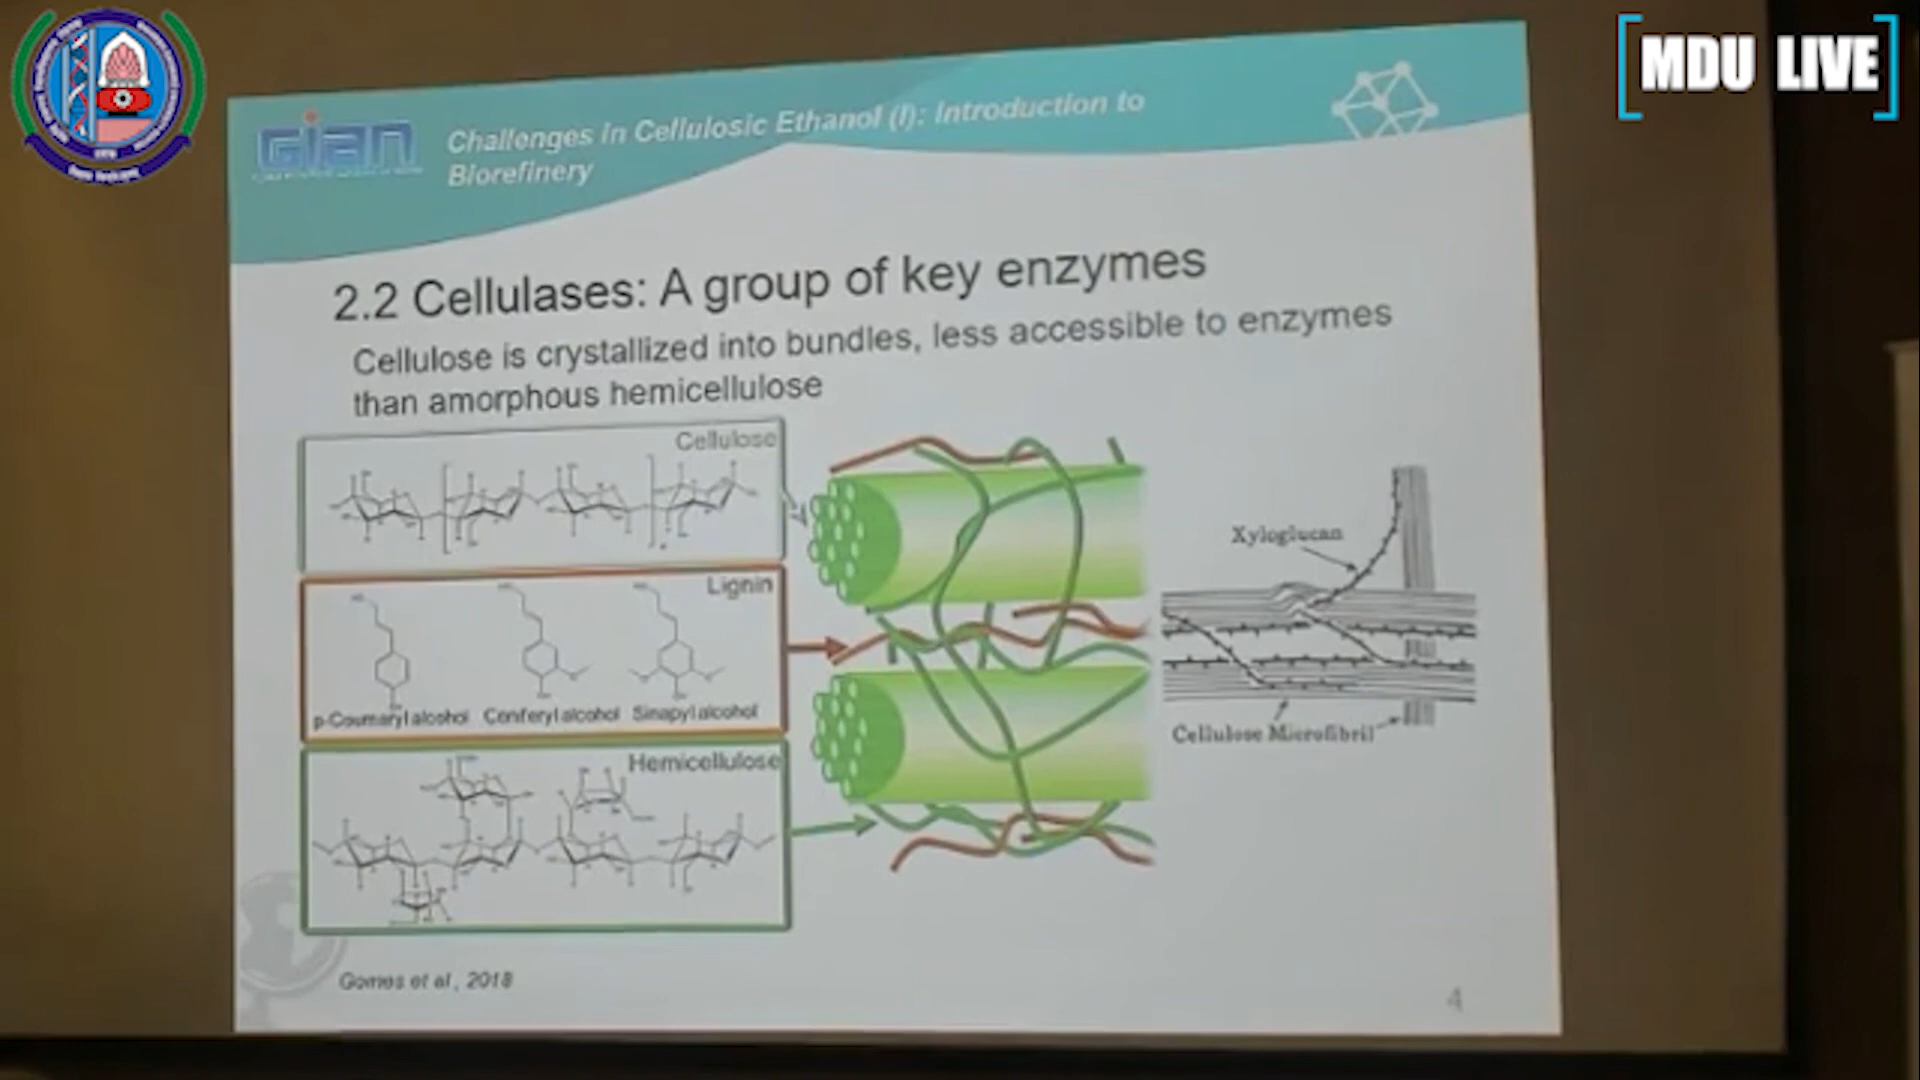 MDU LIVE
GIAN
Challenges in Cellulosic Ethanol (I): Introduction to
Biorefinery
2.2 Cellulases: A group of key enzymes
Cellulose is crystallized into bundles, less accessible to enzymes
than amorphous hemicellulose
Cellulose
Lignin
p-Coumaryl alcohol Coniferyl alcohol Sinapyl alcohol
Hemicellulose
Xyloglucan
Cellulose Microfibril
Gomes et al, 2018
4